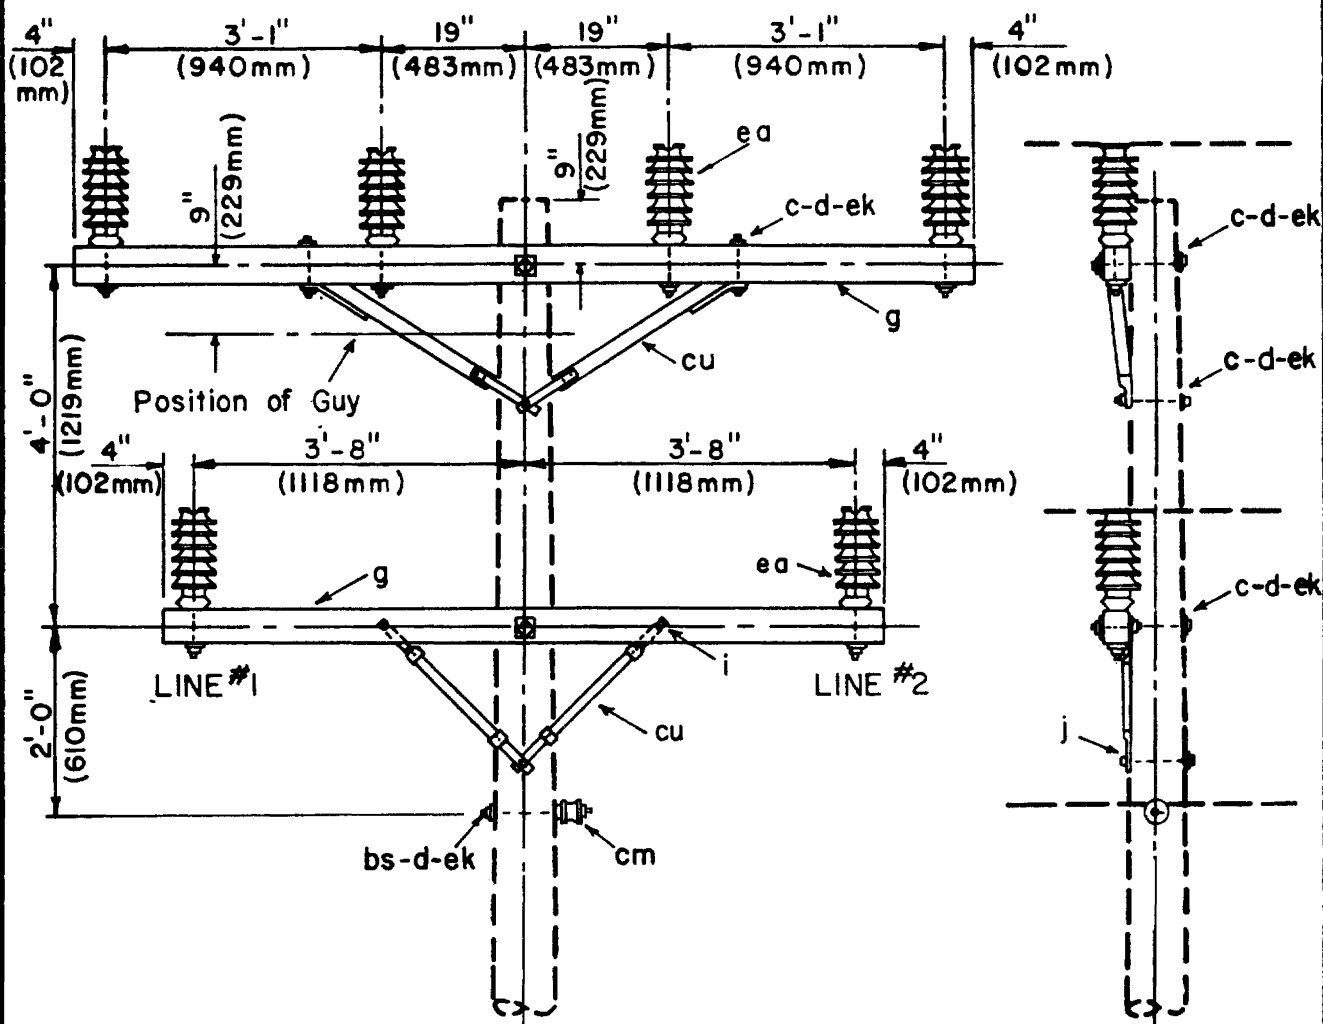 4" 3'-1" 19" 19" 3'-1" 4"
(102 mm) (940mm) (483mm) (483mm) (940mm) (102mm)
9"
(229mm)
9"
(229mm)
ea
c-d-ek
c-d-ek
g
cu
c-d-ek
Position of Guy
4'-0"
(1219mm)
4" 3'-8" 3'-8" 4"
(102mm) (1118mm) (1118mm) (102mm)
g
ea
c-d-ek
i
LINE #1
LINE #2
2'-0"
(610mm)
cu
j
bs-d-ek
cm